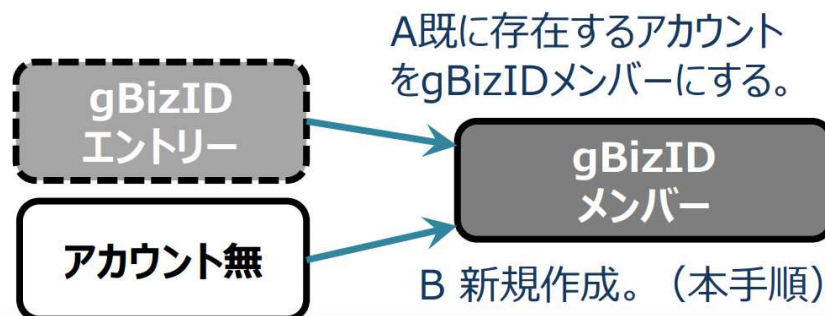 A既に存在するアカウント
をgBizIDメンバーにする。
gBizID
エントリー
gBizID
メンバー
アカウント無
B 新規作成。（本手順）